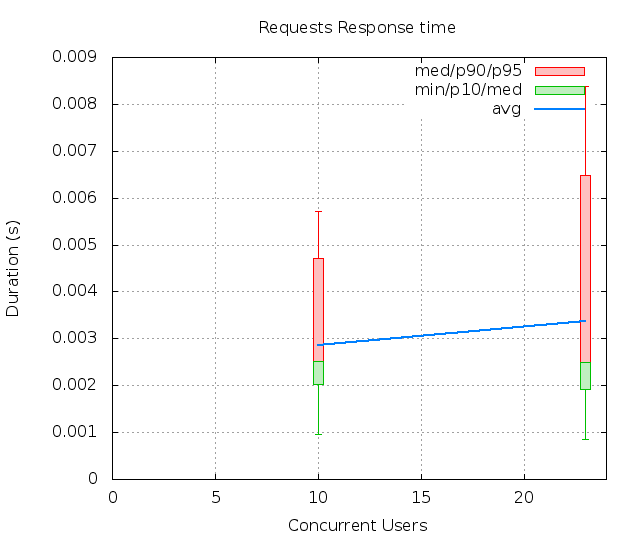 Requests Response time
0.009
0.008
0.007
0.006
0.005
0.004
0.003
0.002
0.001
0
Duration (s)
med/p90/p95
min/p10/med
avg
0 5 10 15 20
Concurrent Users